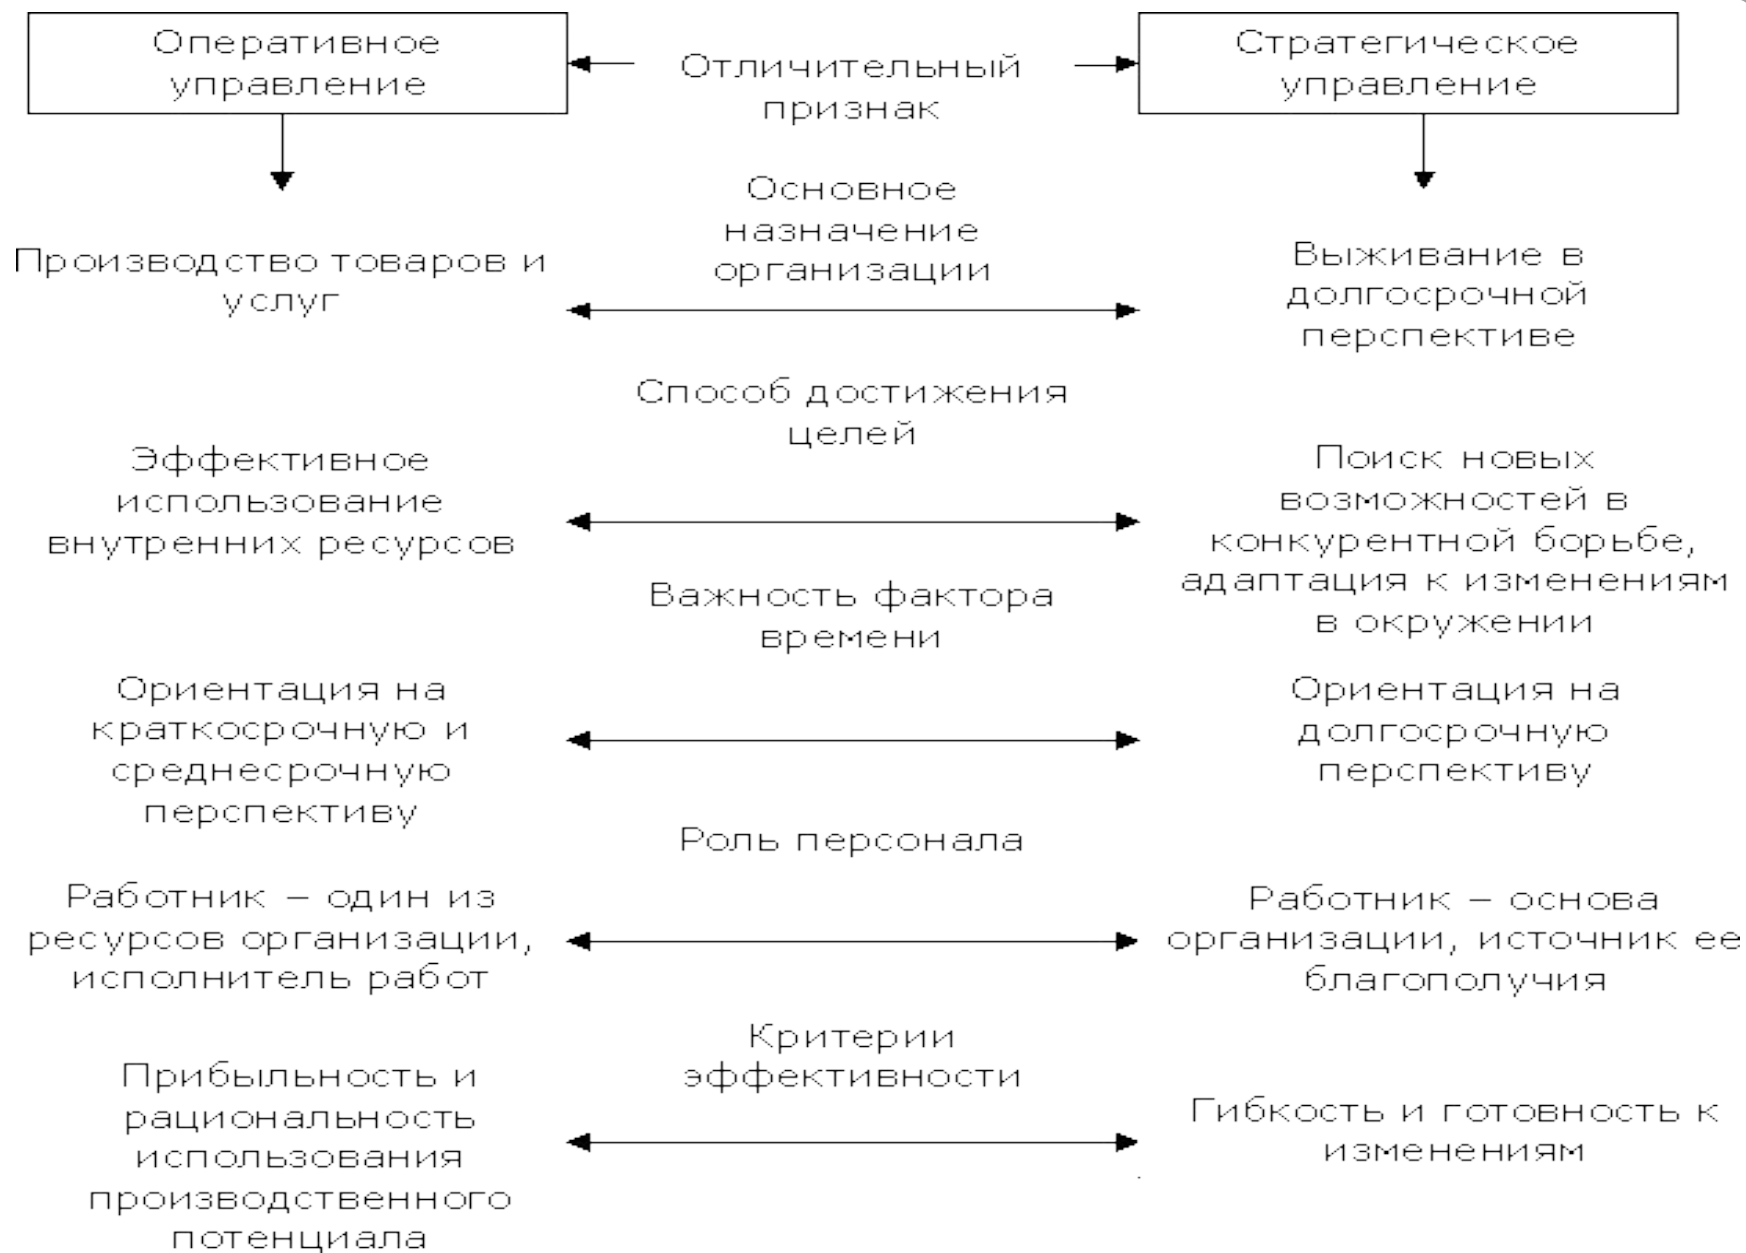 Оперативное
управление
Отличительный
признак
Стратегическое
управление
Основное
назначение
организации
Производство товаров и
услуг
Выживание в
долгосрочной
перспективе
Способ достижения
целей
Эффективное
использование
внутренних ресурсов
Поиск новых
возможностей в
конкурентной борьбе,
адаптация к изменениям
в окружении
Важность фактора
времени
Ориентация на
краткосрочную и
среднесрочную
перспективу
Ориентация на
долгосрочную
перспективу
Роль персонала
Работник – один из
ресурсов организации,
исполнитель работ
Работник – основа
организации, источник ее
благополучия
Критерии
эффективности
Прибыльность и
рациональность
использования
производственного
потенциала
Гибкость и готовность к
изменениям